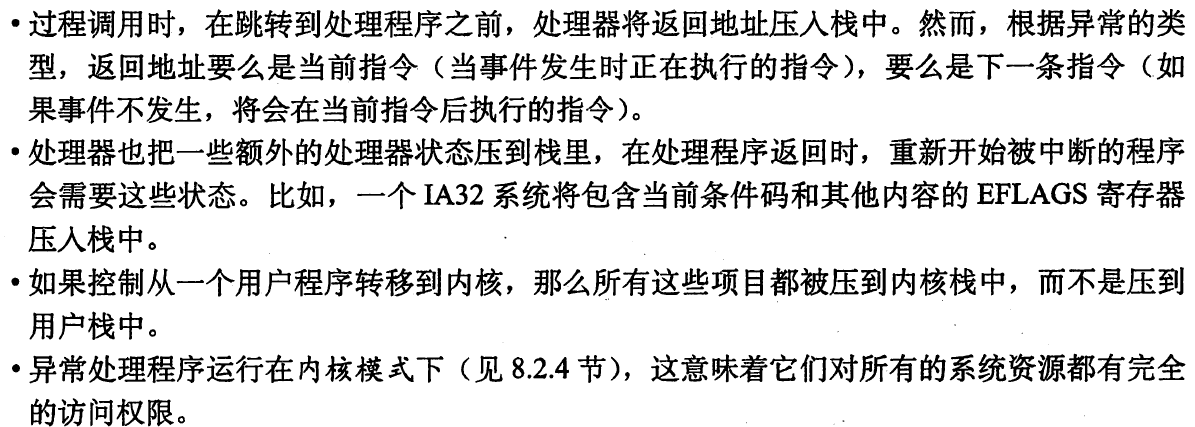 • 过程调用时，在跳转到处理程序之前，处理器将返回地址压入栈中。然而，根据异常的类
型，返回地址要么是当前指令（当事件发生时正在执行的指令），要么是下一条指令（如
果事件不发生，将会在当前指令后执行的指令）。
• 处理器也把一些额外的处理器状态压到栈里，在处理程序返回时，重新开始被中断的程序
会需要这些状态。比如，一个 IA32 系统将包含当前条件码和其他内容的 EFLAGS 寄存器
压入栈中。
• 如果控制从一个用户程序转移到内核，那么所有这些项目都被压到内核栈中，而不是压到
用户栈中。
• 异常处理程序运行在内核模式下（见 8.2.4 节），这意味着它们对所有的系统资源都有完全
的访问权限。